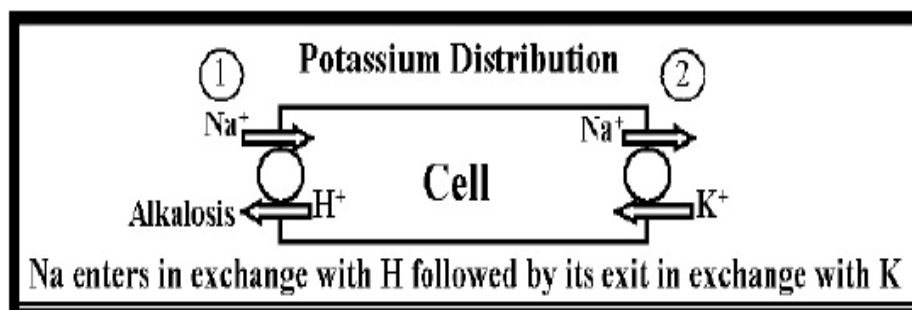 Potassium Distribution
① ②
Na⁺ Na⁺
Cell
Alkalosis H⁺ K⁺
Na enters in exchange with H followed by its exit in exchange with K